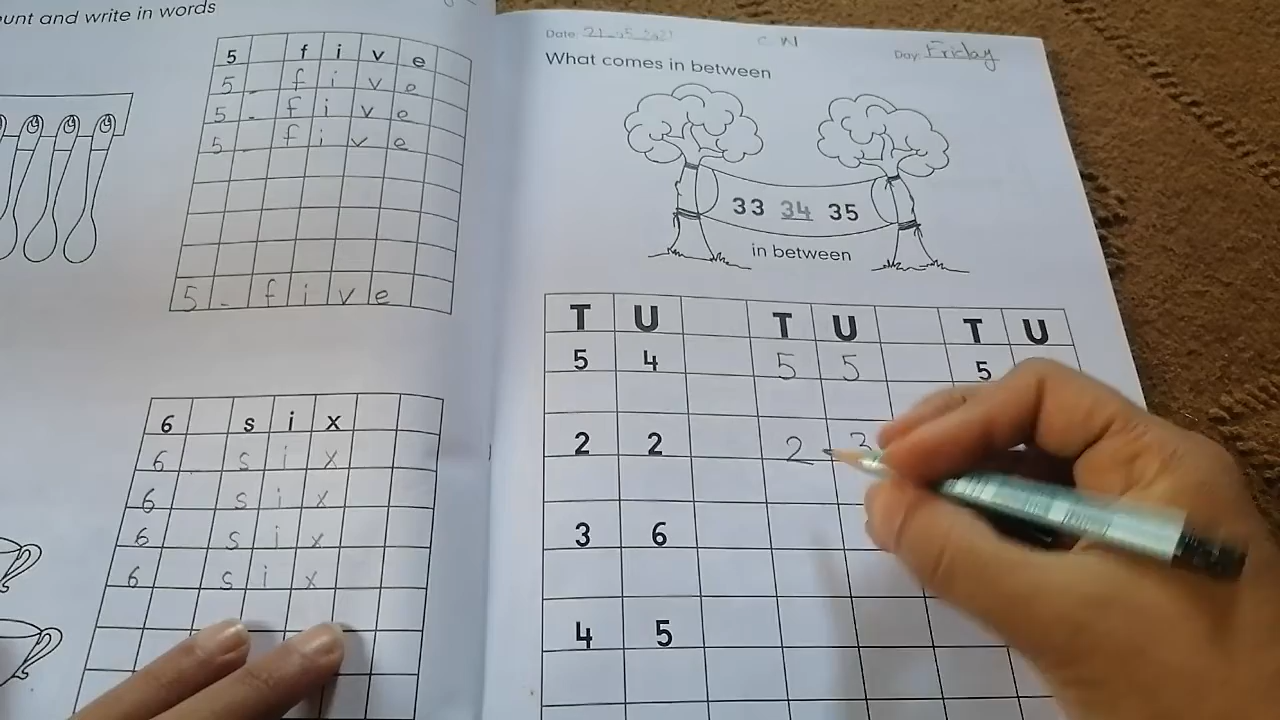 ount and write in words
5 f i v e
5 - f i v e
5 - f i v e
5 - f i v e
5 - f i v e
6 s i x
6 s i x
6 s i x
6 s i x
6 s i x
Date: 21
C W
Day: Friday
What comes in between
33 34 35
in between
T U T U T U
5 4 5 5 5
2 2 2 3
3 6
4 5